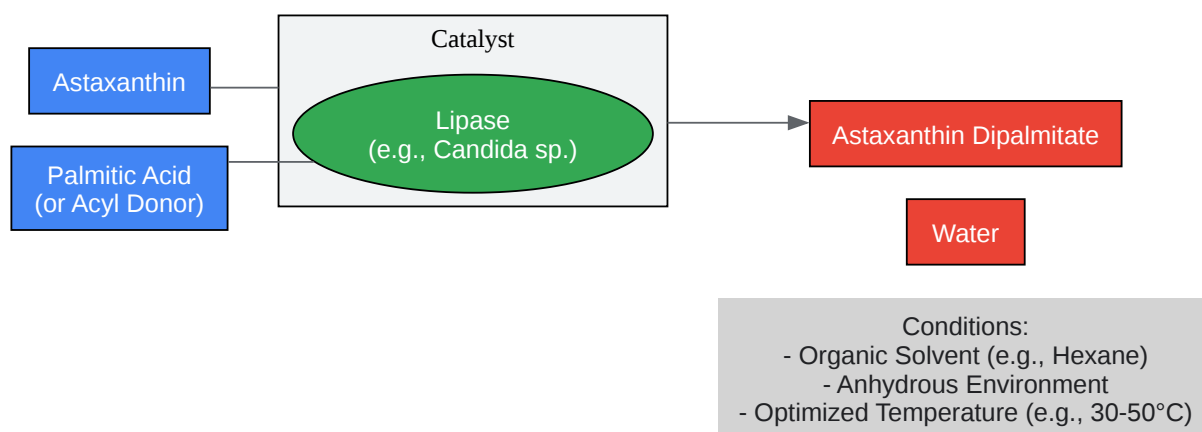 Catalyst
Astaxanthin
Lipase
(e.g., Candida sp.)
Palmitic Acid
(or Acyl Donor)
Astaxanthin Dipalmitate
Water
Conditions:
- Organic Solvent (e.g., Hexane)
- Anhydrous Environment
- Optimized Temperature (e.g., 30-50°C)